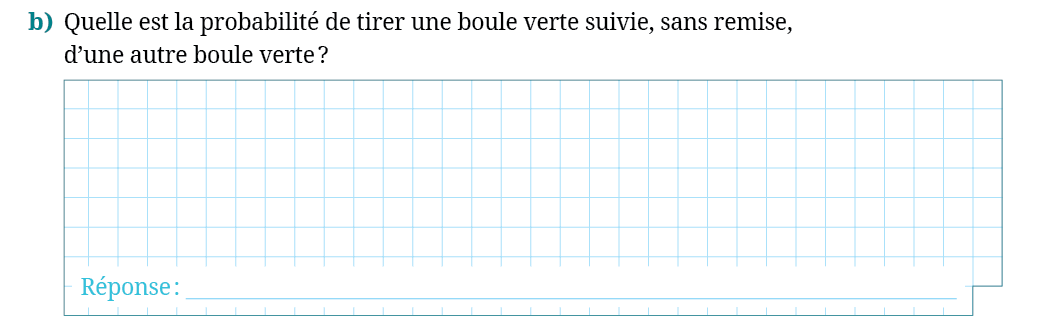 b) Quelle est la probabilité de tirer une boule verte suivie, sans remise,
d’une autre boule verte ?
Réponse :